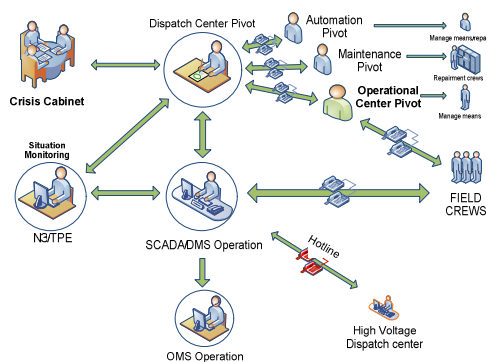 Dispatch Center Pivot
Automation
Pivot
Manage means/repa
Maintenance
Pivot
Repairment crews
Operational
Center Pivot
Manage means
Crisis Cabinet
Situation
Monitoring
N3/TPE
SCADA/DMS Operation
FIELD
CREWS
Hotline
High Voltage
Dispatch center
OMS Operation